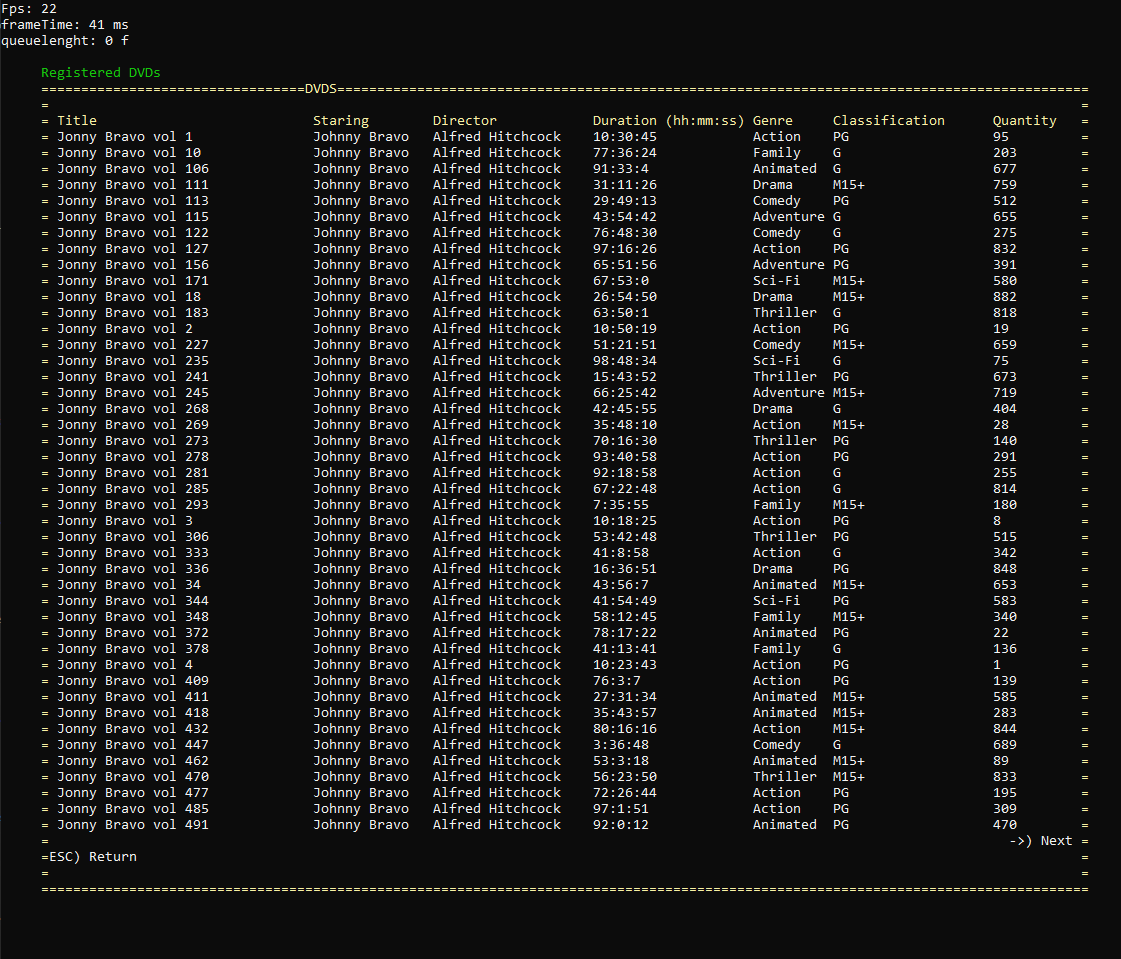 Fps: 22
frameTime: 41 ms
queuelenght: 0 f
Registered DVDs
=================================DVDS==============================================================================================
= =
= Title Staring Director Duration (hh:mm:ss) Genre Classification Quantity =
= Jonny Bravo vol 1 Johnny Bravo Alfred Hitchcock 10:30:45 Action PG 95 =
= Jonny Bravo vol 10 Johnny Bravo Alfred Hitchcock 77:36:24 Family G 203 =
= Jonny Bravo vol 106 Johnny Bravo Alfred Hitchcock 91:33:4 Animated G 677 =
= Jonny Bravo vol 111 Johnny Bravo Alfred Hitchcock 31:11:26 Drama M15+ 759 =
= Jonny Bravo vol 113 Johnny Bravo Alfred Hitchcock 29:49:13 Comedy PG 512 =
= Jonny Bravo vol 115 Johnny Bravo Alfred Hitchcock 43:54:42 Adventure G 655 =
= Jonny Bravo vol 122 Johnny Bravo Alfred Hitchcock 76:48:30 Comedy G 275 =
= Jonny Bravo vol 127 Johnny Bravo Alfred Hitchcock 97:16:26 Action PG 832 =
= Jonny Bravo vol 156 Johnny Bravo Alfred Hitchcock 65:51:56 Adventure PG 391 =
= Jonny Bravo vol 171 Johnny Bravo Alfred Hitchcock 67:53:0 Sci-Fi M15+ 580 =
= Jonny Bravo vol 18 Johnny Bravo Alfred Hitchcock 26:54:50 Drama M15+ 882 =
= Jonny Bravo vol 183 Johnny Bravo Alfred Hitchcock 63:50:1 Thriller G 818 =
= Jonny Bravo vol 2 Johnny Bravo Alfred Hitchcock 10:50:19 Action PG 19 =
= Jonny Bravo vol 227 Johnny Bravo Alfred Hitchcock 51:21:51 Comedy M15+ 659 =
= Jonny Bravo vol 235 Johnny Bravo Alfred Hitchcock 98:48:34 Sci-Fi G 75 =
= Jonny Bravo vol 241 Johnny Bravo Alfred Hitchcock 15:43:52 Thriller PG 673 =
= Jonny Bravo vol 245 Johnny Bravo Alfred Hitchcock 66:25:42 Adventure M15+ 719 =
= Jonny Bravo vol 268 Johnny Bravo Alfred Hitchcock 42:45:55 Drama G 404 =
= Jonny Bravo vol 269 Johnny Bravo Alfred Hitchcock 35:48:10 Action M15+ 28 =
= Jonny Bravo vol 273 Johnny Bravo Alfred Hitchcock 70:16:30 Thriller PG 140 =
= Jonny Bravo vol 278 Johnny Bravo Alfred Hitchcock 93:40:58 Action PG 291 =
= Jonny Bravo vol 281 Johnny Bravo Alfred Hitchcock 92:18:58 Action G 255 =
= Jonny Bravo vol 285 Johnny Bravo Alfred Hitchcock 67:22:48 Action G 814 =
= Jonny Bravo vol 293 Johnny Bravo Alfred Hitchcock 7:35:55 Family M15+ 180 =
= Jonny Bravo vol 3 Johnny Bravo Alfred Hitchcock 10:18:25 Action PG 8 =
= Jonny Bravo vol 306 Johnny Bravo Alfred Hitchcock 53:42:48 Thriller PG 515 =
= Jonny Bravo vol 333 Johnny Bravo Alfred Hitchcock 41:8:58 Action G 342 =
= Jonny Bravo vol 336 Johnny Bravo Alfred Hitchcock 16:36:51 Drama PG 848 =
= Jonny Bravo vol 34 Johnny Bravo Alfred Hitchcock 43:56:7 Animated M15+ 653 =
= Jonny Bravo vol 344 Johnny Bravo Alfred Hitchcock 41:54:49 Sci-Fi PG 583 =
= Jonny Bravo vol 348 Johnny Bravo Alfred Hitchcock 58:12:45 Family M15+ 340 =
= Jonny Bravo vol 372 Johnny Bravo Alfred Hitchcock 78:17:22 Animated PG 22 =
= Jonny Bravo vol 378 Johnny Bravo Alfred Hitchcock 41:13:41 Family G 136 =
= Jonny Bravo vol 4 Johnny Bravo Alfred Hitchcock 10:23:43 Action PG 1 =
= Jonny Bravo vol 409 Johnny Bravo Alfred Hitchcock 76:3:7 Action PG 139 =
= Jonny Bravo vol 411 Johnny Bravo Alfred Hitchcock 27:31:34 Animated M15+ 585 =
= Jonny Bravo vol 418 Johnny Bravo Alfred Hitchcock 35:43:57 Animated M15+ 283 =
= Jonny Bravo vol 432 Johnny Bravo Alfred Hitchcock 80:16:16 Action M15+ 844 =
= Jonny Bravo vol 447 Johnny Bravo Alfred Hitchcock 3:36:48 Comedy G 689 =
= Jonny Bravo vol 462 Johnny Bravo Alfred Hitchcock 53:3:18 Animated M15+ 89 =
= Jonny Bravo vol 470 Johnny Bravo Alfred Hitchcock 56:23:50 Thriller M15+ 833 =
= Jonny Bravo vol 477 Johnny Bravo Alfred Hitchcock 72:26:44 Action PG 195 =
= Jonny Bravo vol 485 Johnny Bravo Alfred Hitchcock 97:1:51 Action PG 309 =
= Jonny Bravo vol 491 Johnny Bravo Alfred Hitchcock 92:0:12 Animated PG 470 =
= ->) Next =
=ESC) Return =
= =
===================================================================================================================================